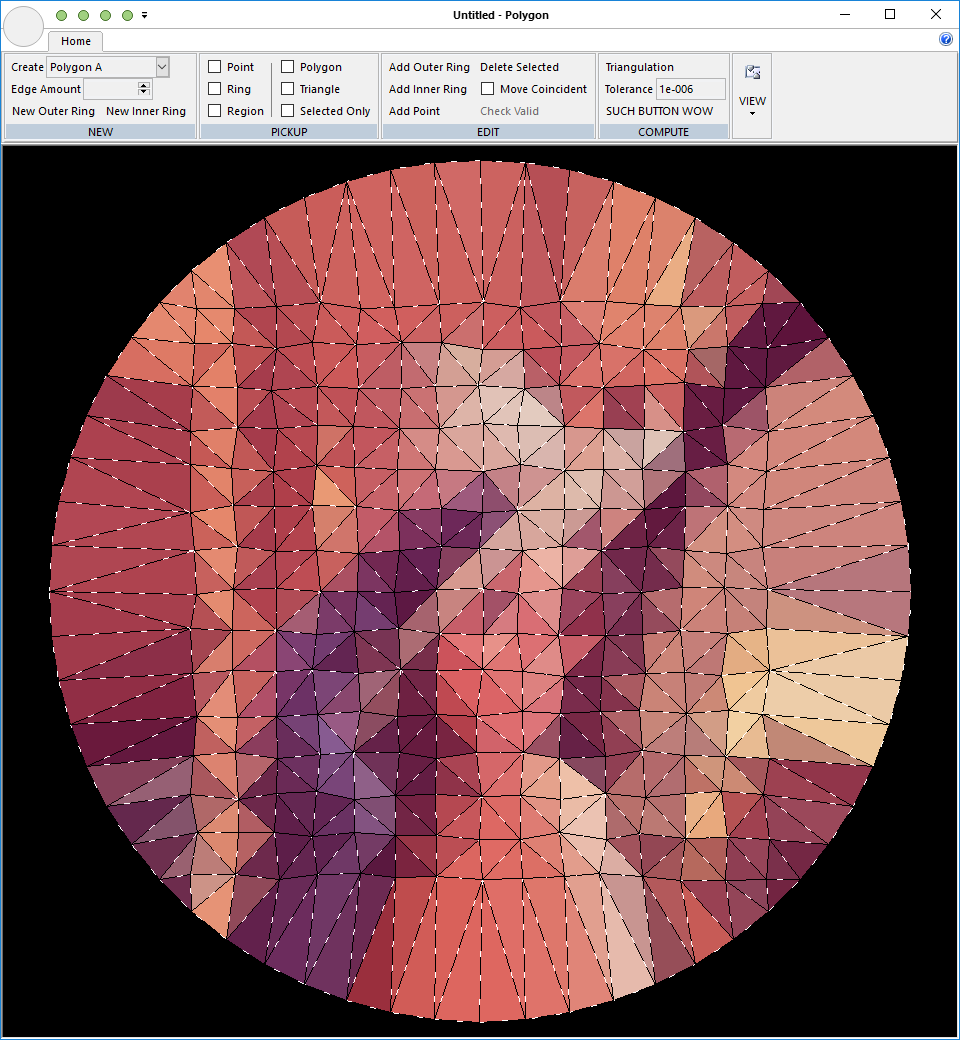 Untitled - Polygon
Home
Create Polygon A
Edge Amount
New Outer Ring New Inner Ring
NEW
Point Polygon
Ring Triangle
Region Selected Only
PICKUP
Add Outer Ring Delete Selected
Add Inner Ring Move Coincident
Add Point Check Valid
EDIT
Triangulation
Tolerance 1e-006
SUCH BUTTON WOW
COMPUTE
VIEW